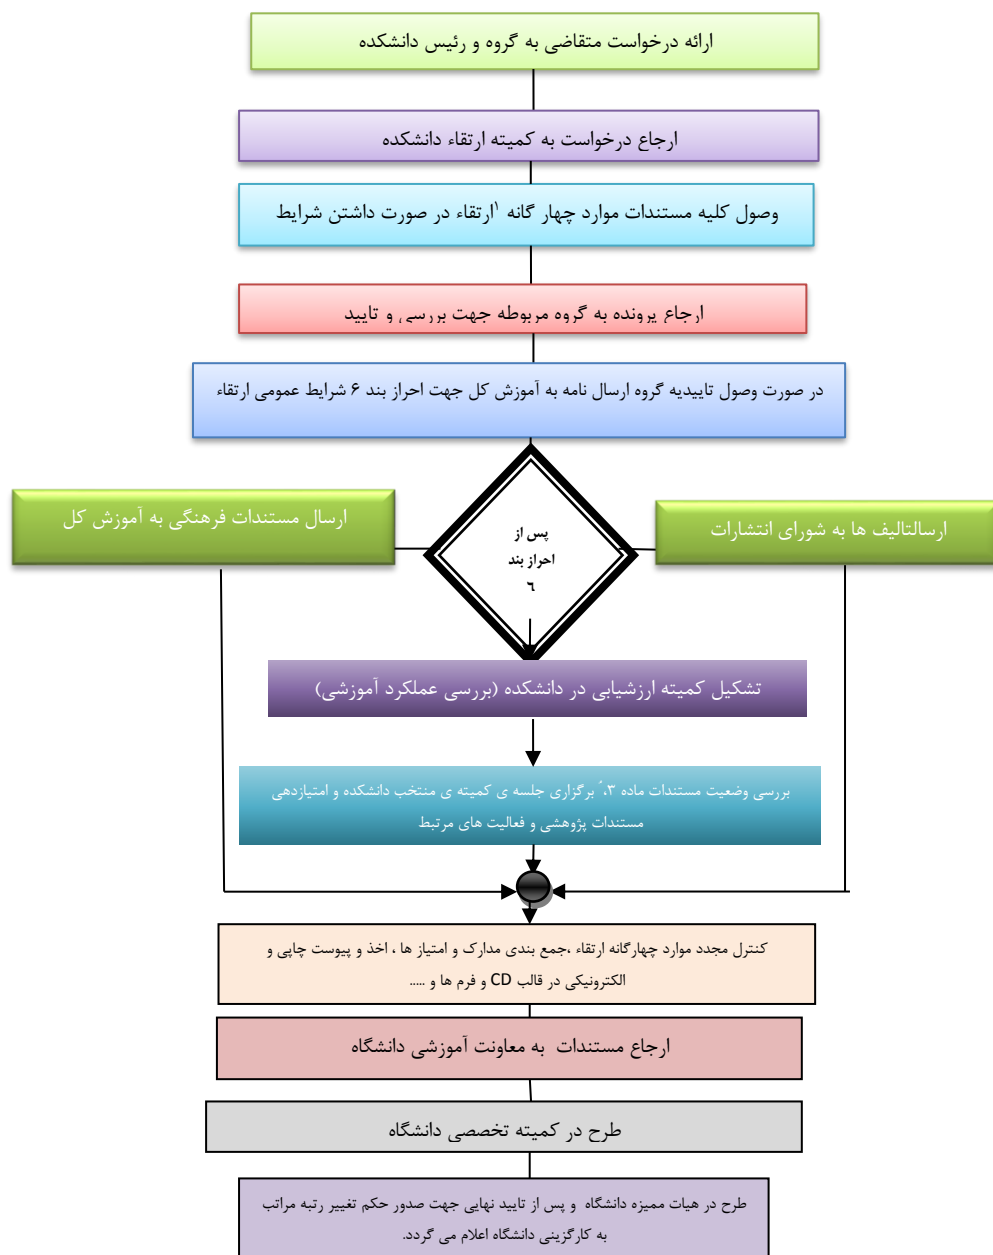 ارائه درخواست متقاضی به گروه و رئیس دانشکده
ارجاع درخواست به کمیته ارتقاء دانشکده
وصول کلیه مستندات موارد چهار گانه ۱ارتقاء در صورت داشتن شرایط
ارجاع پرونده به گروه مربوطه جهت بررسی و تایید
در صورت وصول تاییدیه گروه ارسال نامه به آموزش کل جهت احراز بند ۶ شرایط عمومی ارتقاء
ارسالتالیف ها به شورای انتشارات
پس از
احراز بند
٦
ارسال مستندات فرهنگی به آموزش کل
تشکیل کمیته ارزشیابی در دانشکده (بررسی عملکرد آموزشی)
بررسی وضعیت مستندات ماده ۳، برگزاری جلسه ی کمیته ی منتخب دانشکده و امتیازدهی
مستندات پژوهشی و فعالیت های مرتبط
کنترل مجدد موارد چهارگانه ارتقاء ،جمع بندی مدارک و امتیاز ها ، اخذ و پیوست چاپی و
الکترونیکی در قالب CD و فرم ها و .....
ارجاع مستندات به معاونت آموزشی دانشگاه
طرح در کمیته تخصصی دانشگاه
طرح در هیات ممیزه دانشگاه و پس از تایید نهایی جهت صدور حکم تغییر رتبه مراتب
به کارگزینی دانشگاه اعلام می گردد.